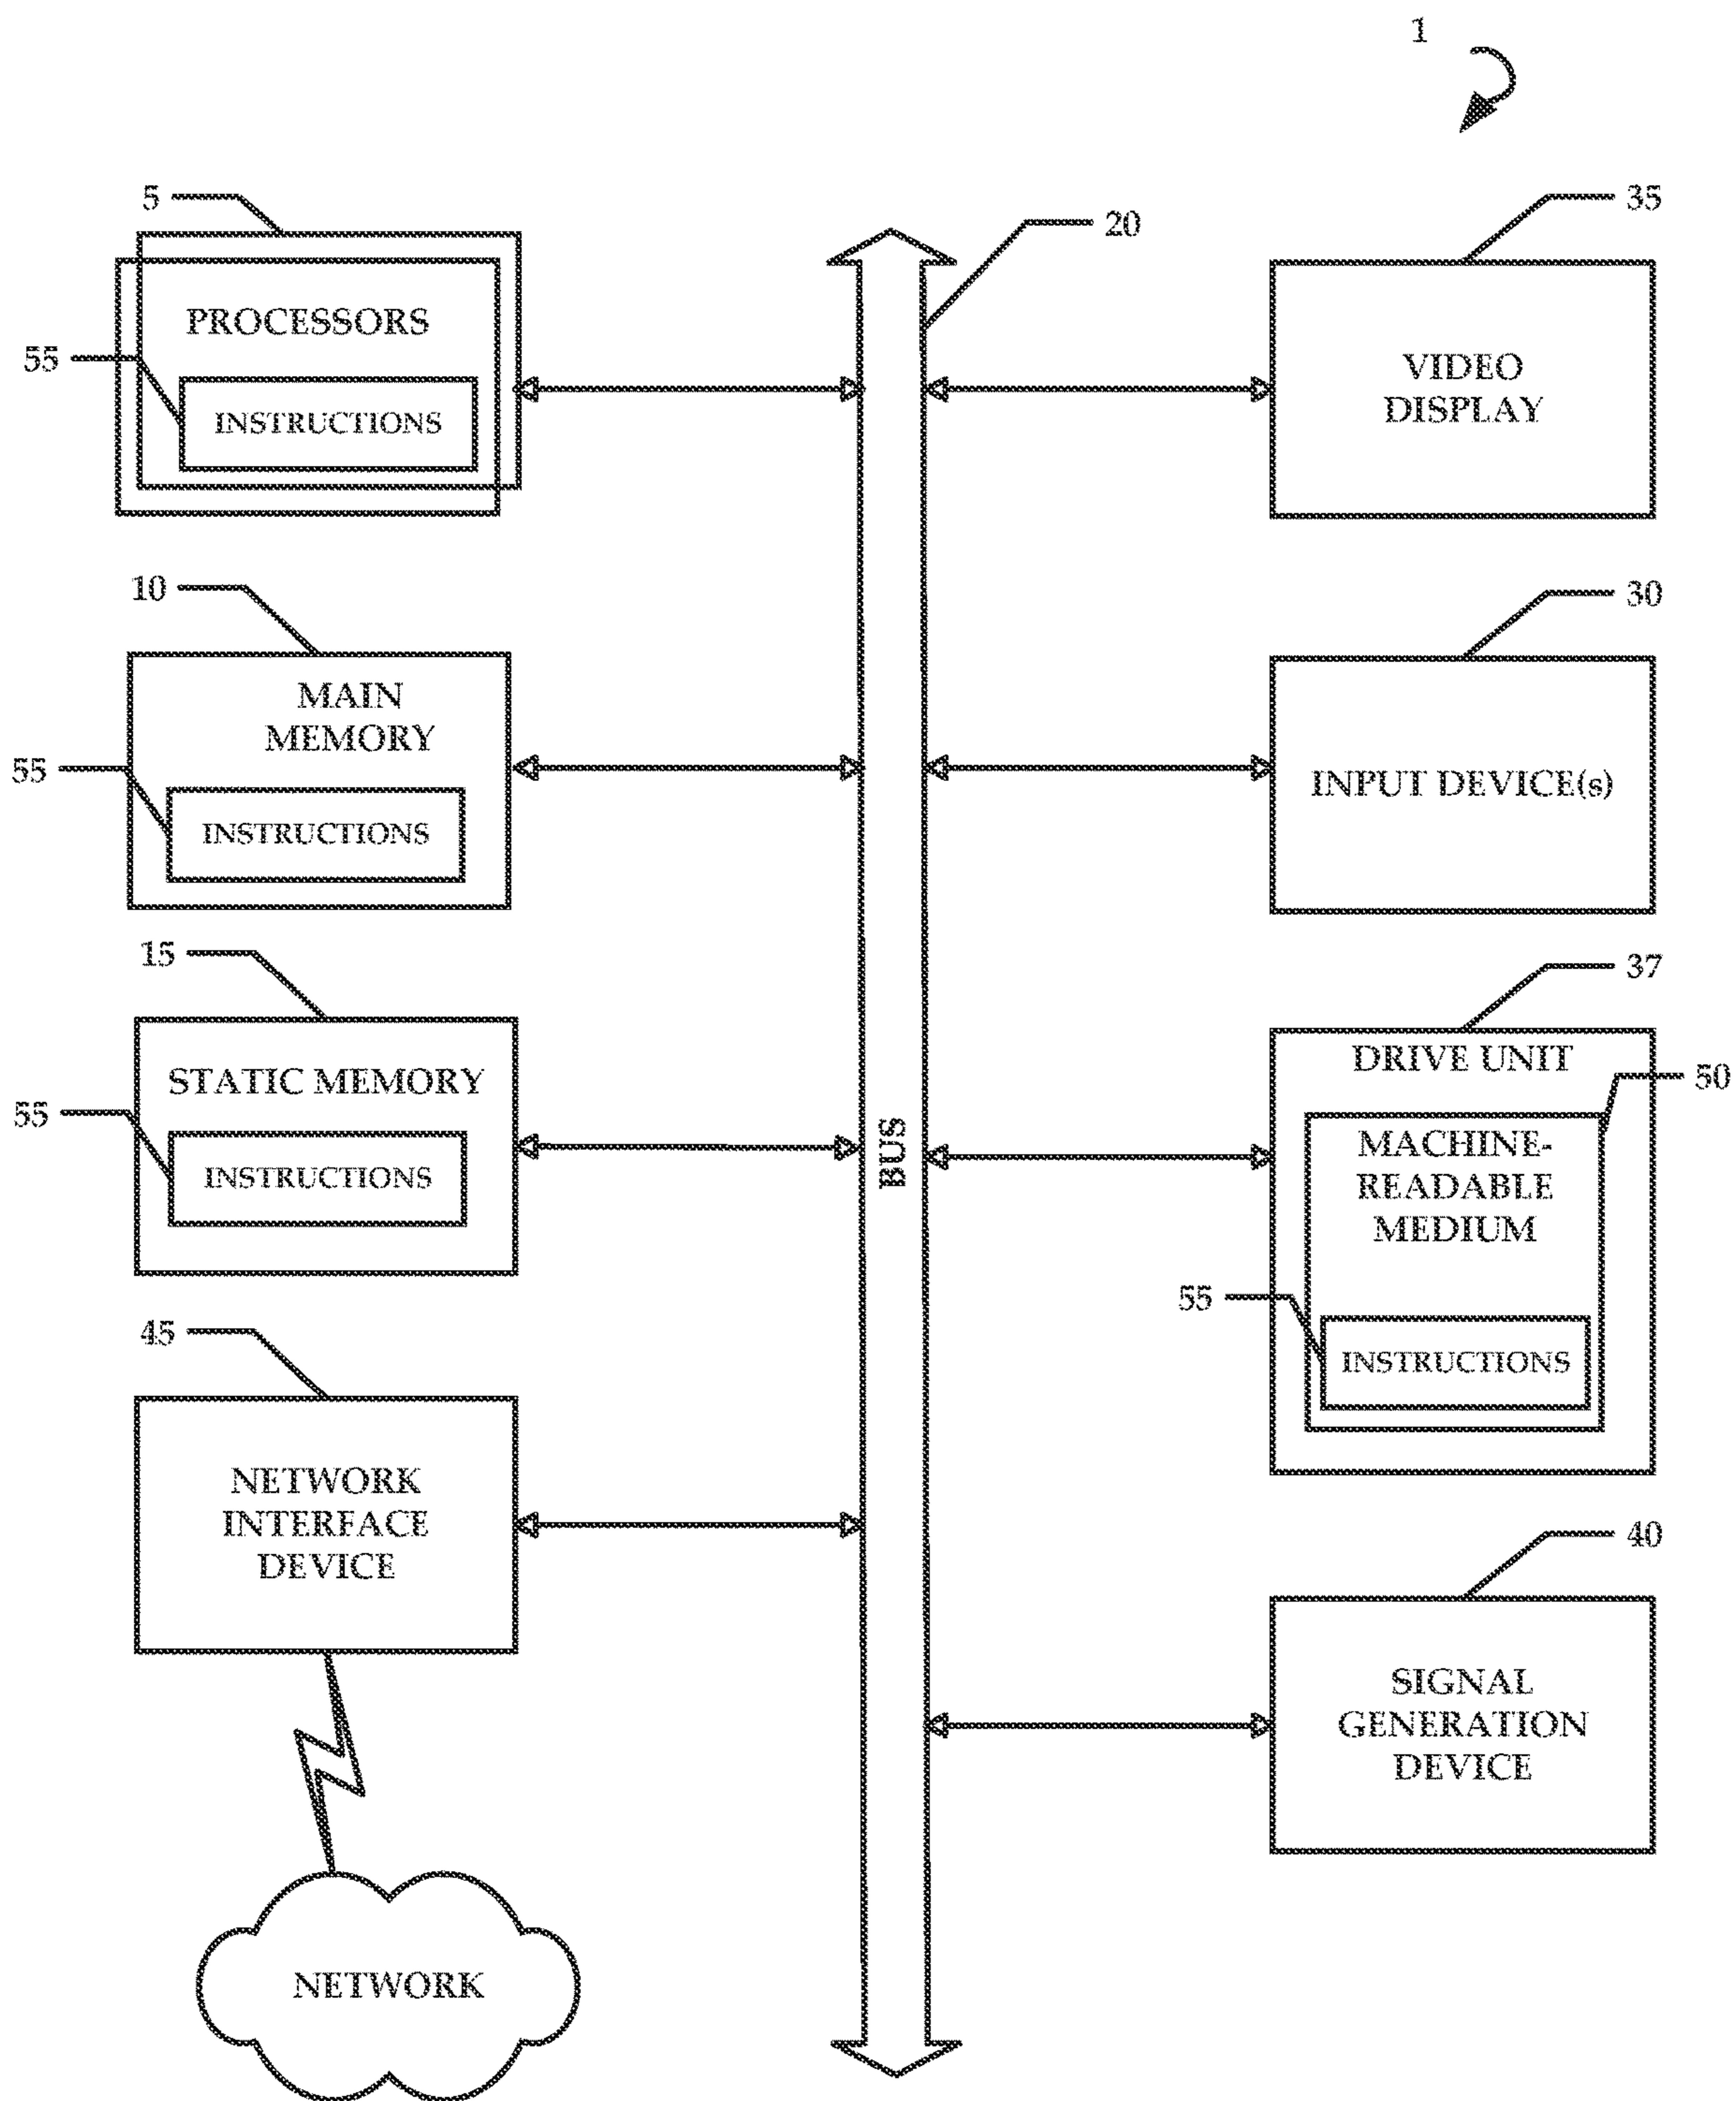 1
5
PROCESSORS
55
INSTRUCTIONS
10
MAIN
MEMORY
55
INSTRUCTIONS
15
STATIC MEMORY
55
INSTRUCTIONS
45
NETWORK
INTERFACE
DEVICE
NETWORK
20
BUS
35
VIDEO
DISPLAY
30
INPUT DEVICE(s)
37
DRIVE UNIT
50
MACHINE-
READABLE
MEDIUM
55
INSTRUCTIONS
40
SIGNAL
GENERATION
DEVICE